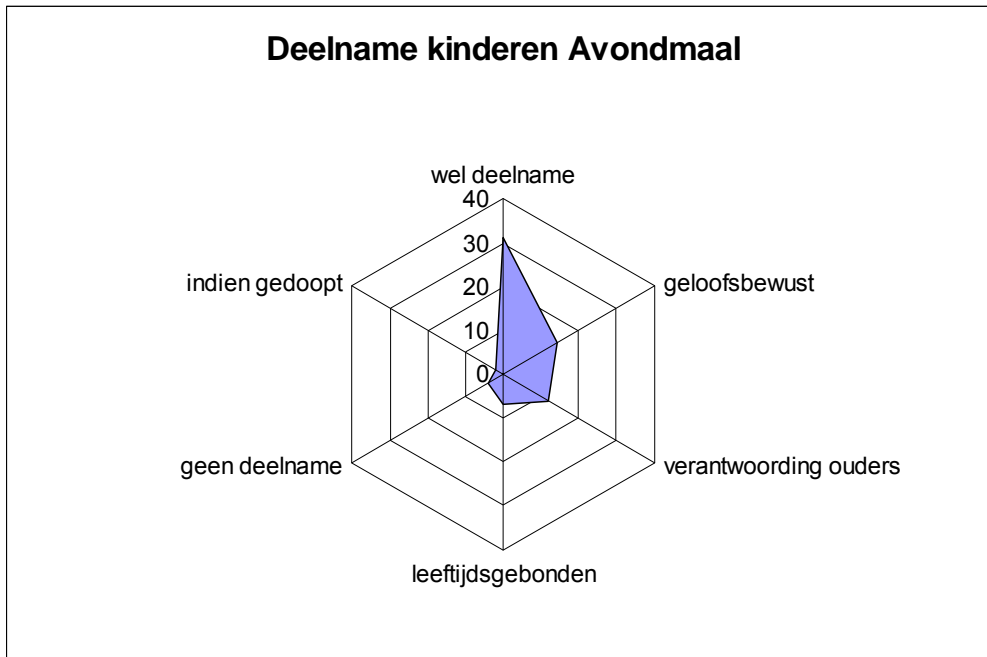 Deelname kinderen Avondmaal
wel deelname
40
30
20
10
0
indien gedoopt
geloofsbewust
geen deelname
verantwoording ouders
leeftijdsgebonden